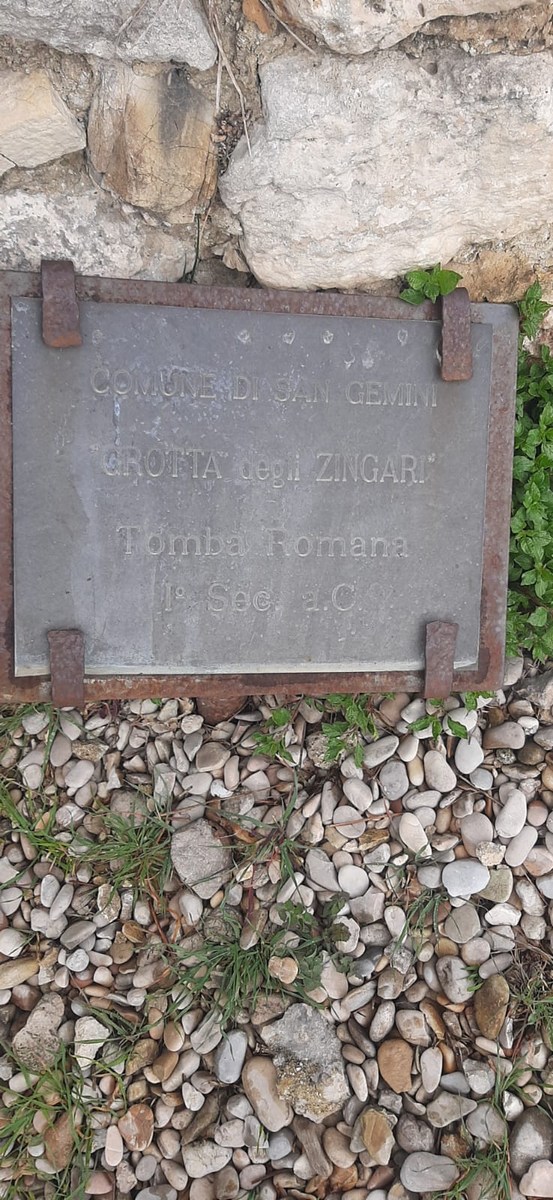 COMUNE DI SAN GEMINI
"GROTTA degli ZINGARI"
Tomba Romana
I° Sec. a.C.